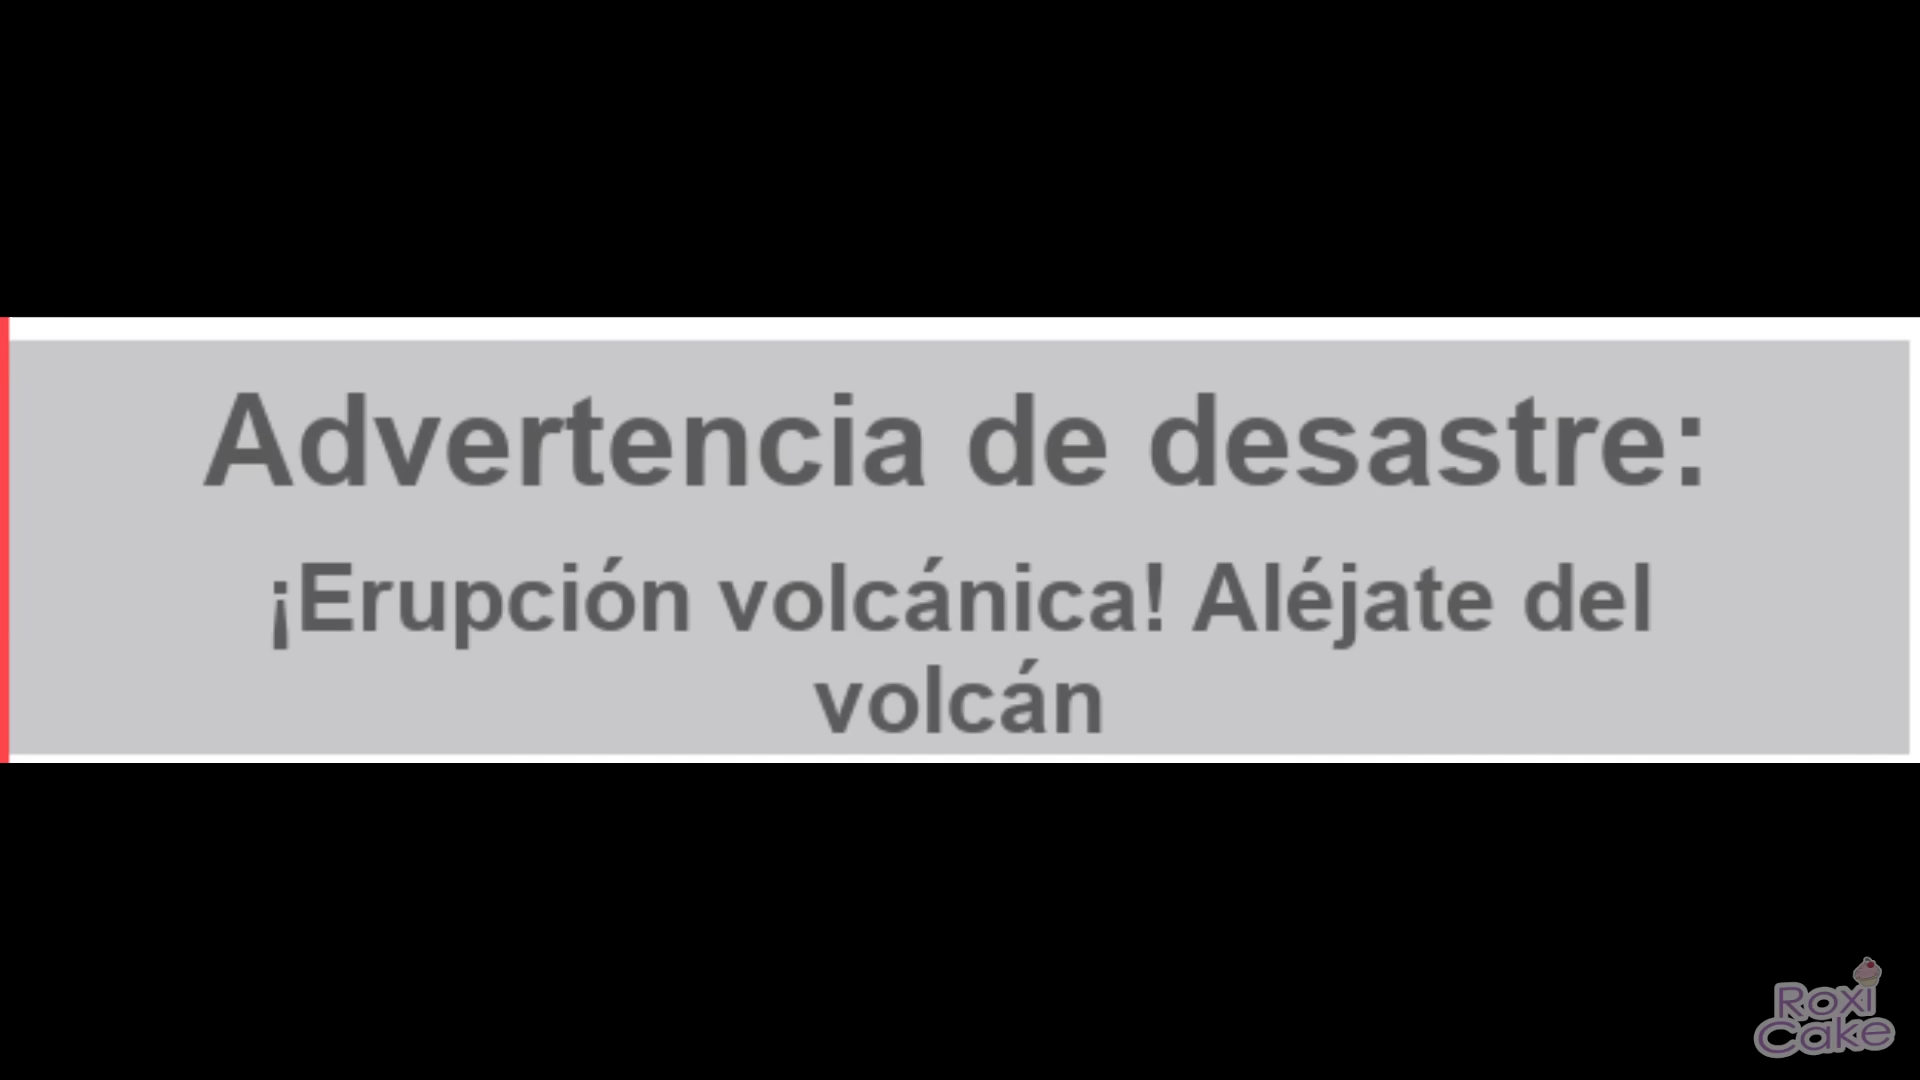 Advertencia de desastre:
¡Erupción volcánica! Aléjate del
volcán
Roxi
Cake